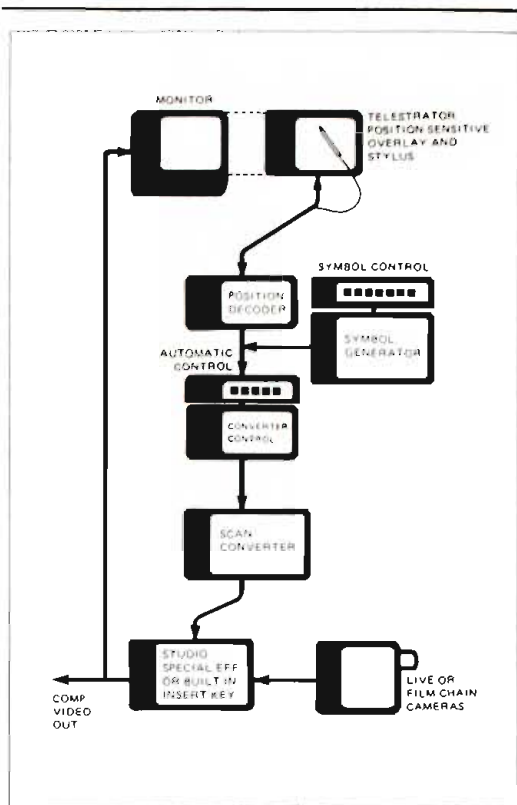 MONITOR
TELESTRATOR
POSITION SENSITIVE
OVERLAY AND
STYLUS
SYMBOL CONTROL
POSITION
DECODER
SYMBOL
GENERATOR
AUTOMATIC
CONTROL
CONVERTER
CONTROL
SCAN
CONVERTER
STUDIO
SPECIAL EFF
OR BUILT IN
INSERT KEY
COMP
VIDEO
OUT
LIVE OR
FILM CHAIN
CAMERAS